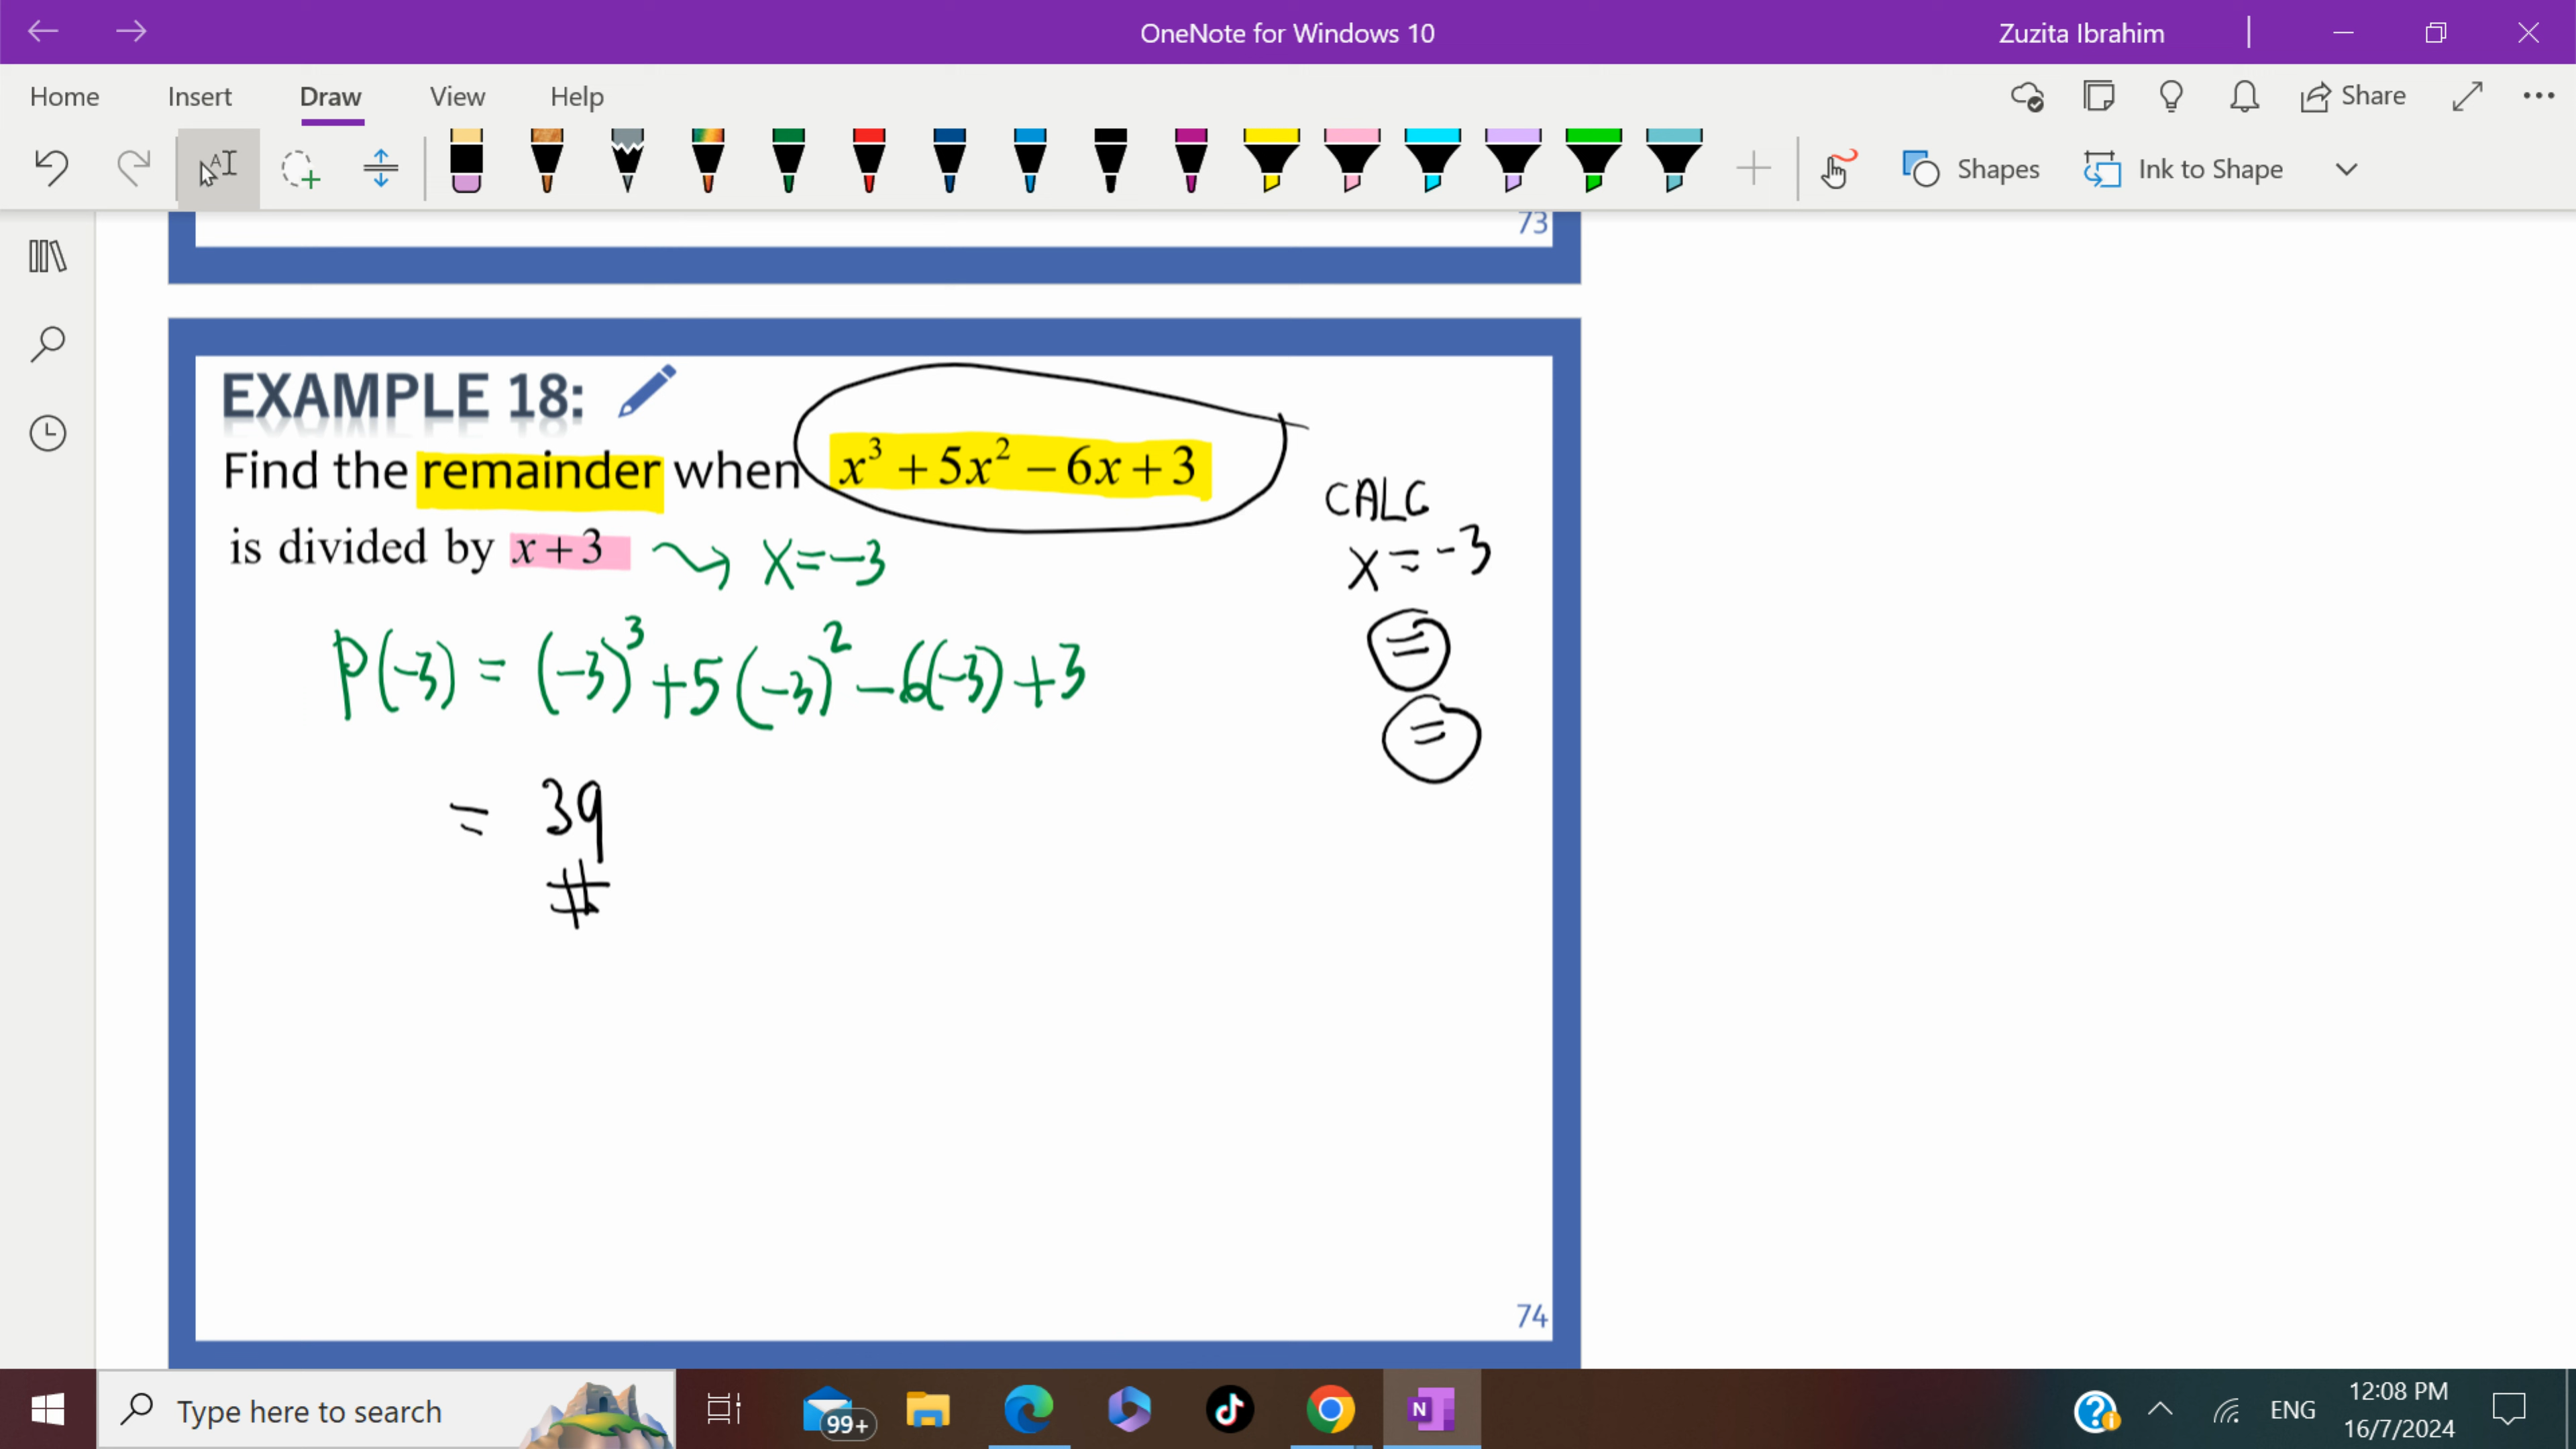 OneNote for Windows 10
Zuzita Ibrahim
Home Insert Draw View Help
Share
Shapes
Ink to Shape
73
EXAMPLE 18:
Find the remainder when x³ + 5x² − 6x + 3
is divided by x + 3 x = −3
CALC
x = -3
=
=
P(−3) = (−3)³ + 5(−3)² − 6(−3) + 3
= 39
#
74
Type here to search
99+
N
ENG
12:08 PM
16/7/2024